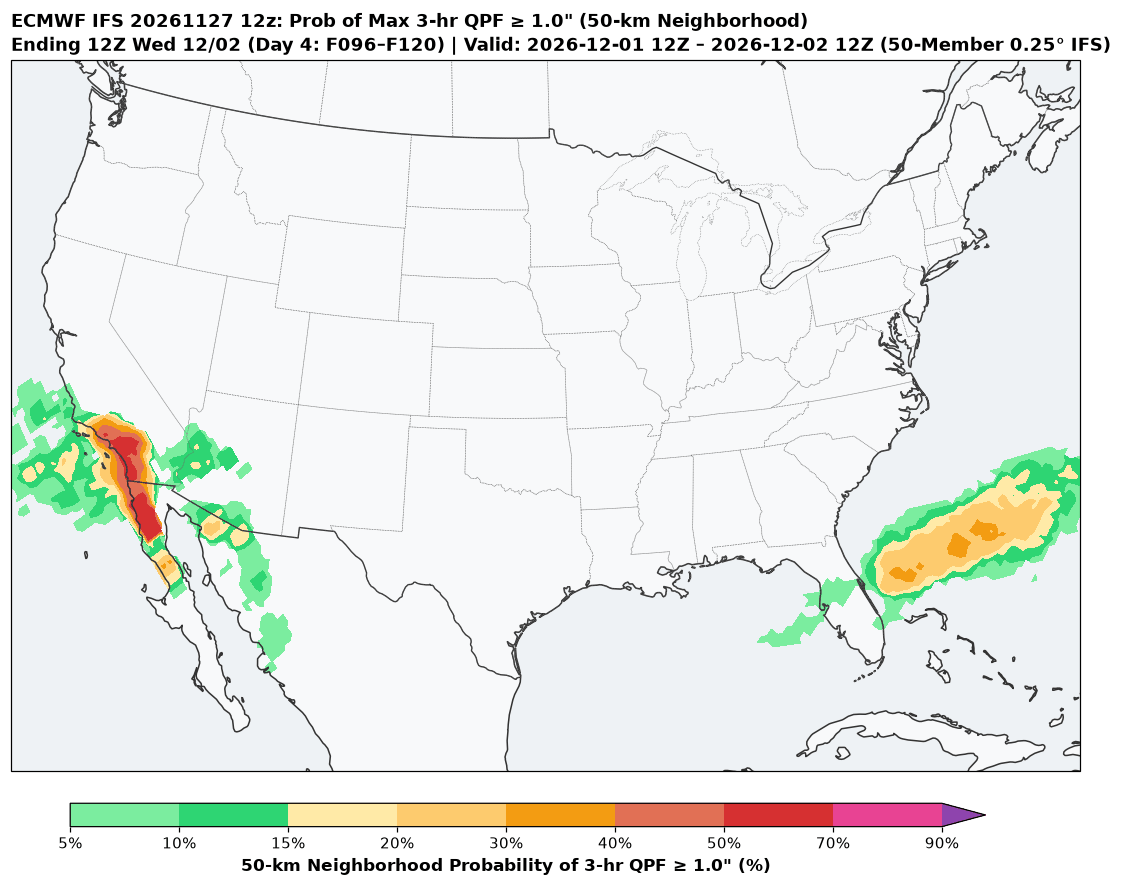 ECMWF IFS 20261127 12z: Prob of Max 3-hr QPF ≥ 1.0" (50-km Neighborhood)
Ending 12Z Wed 12/02 (Day 4: F096–F120) | Valid: 2026-12-01 12Z – 2026-12-02 12Z (50-Member 0.25° IFS)
5% 10% 15% 20% 30% 40% 50% 70% 90%
50-km Neighborhood Probability of 3-hr QPF ≥ 1.0" (%)